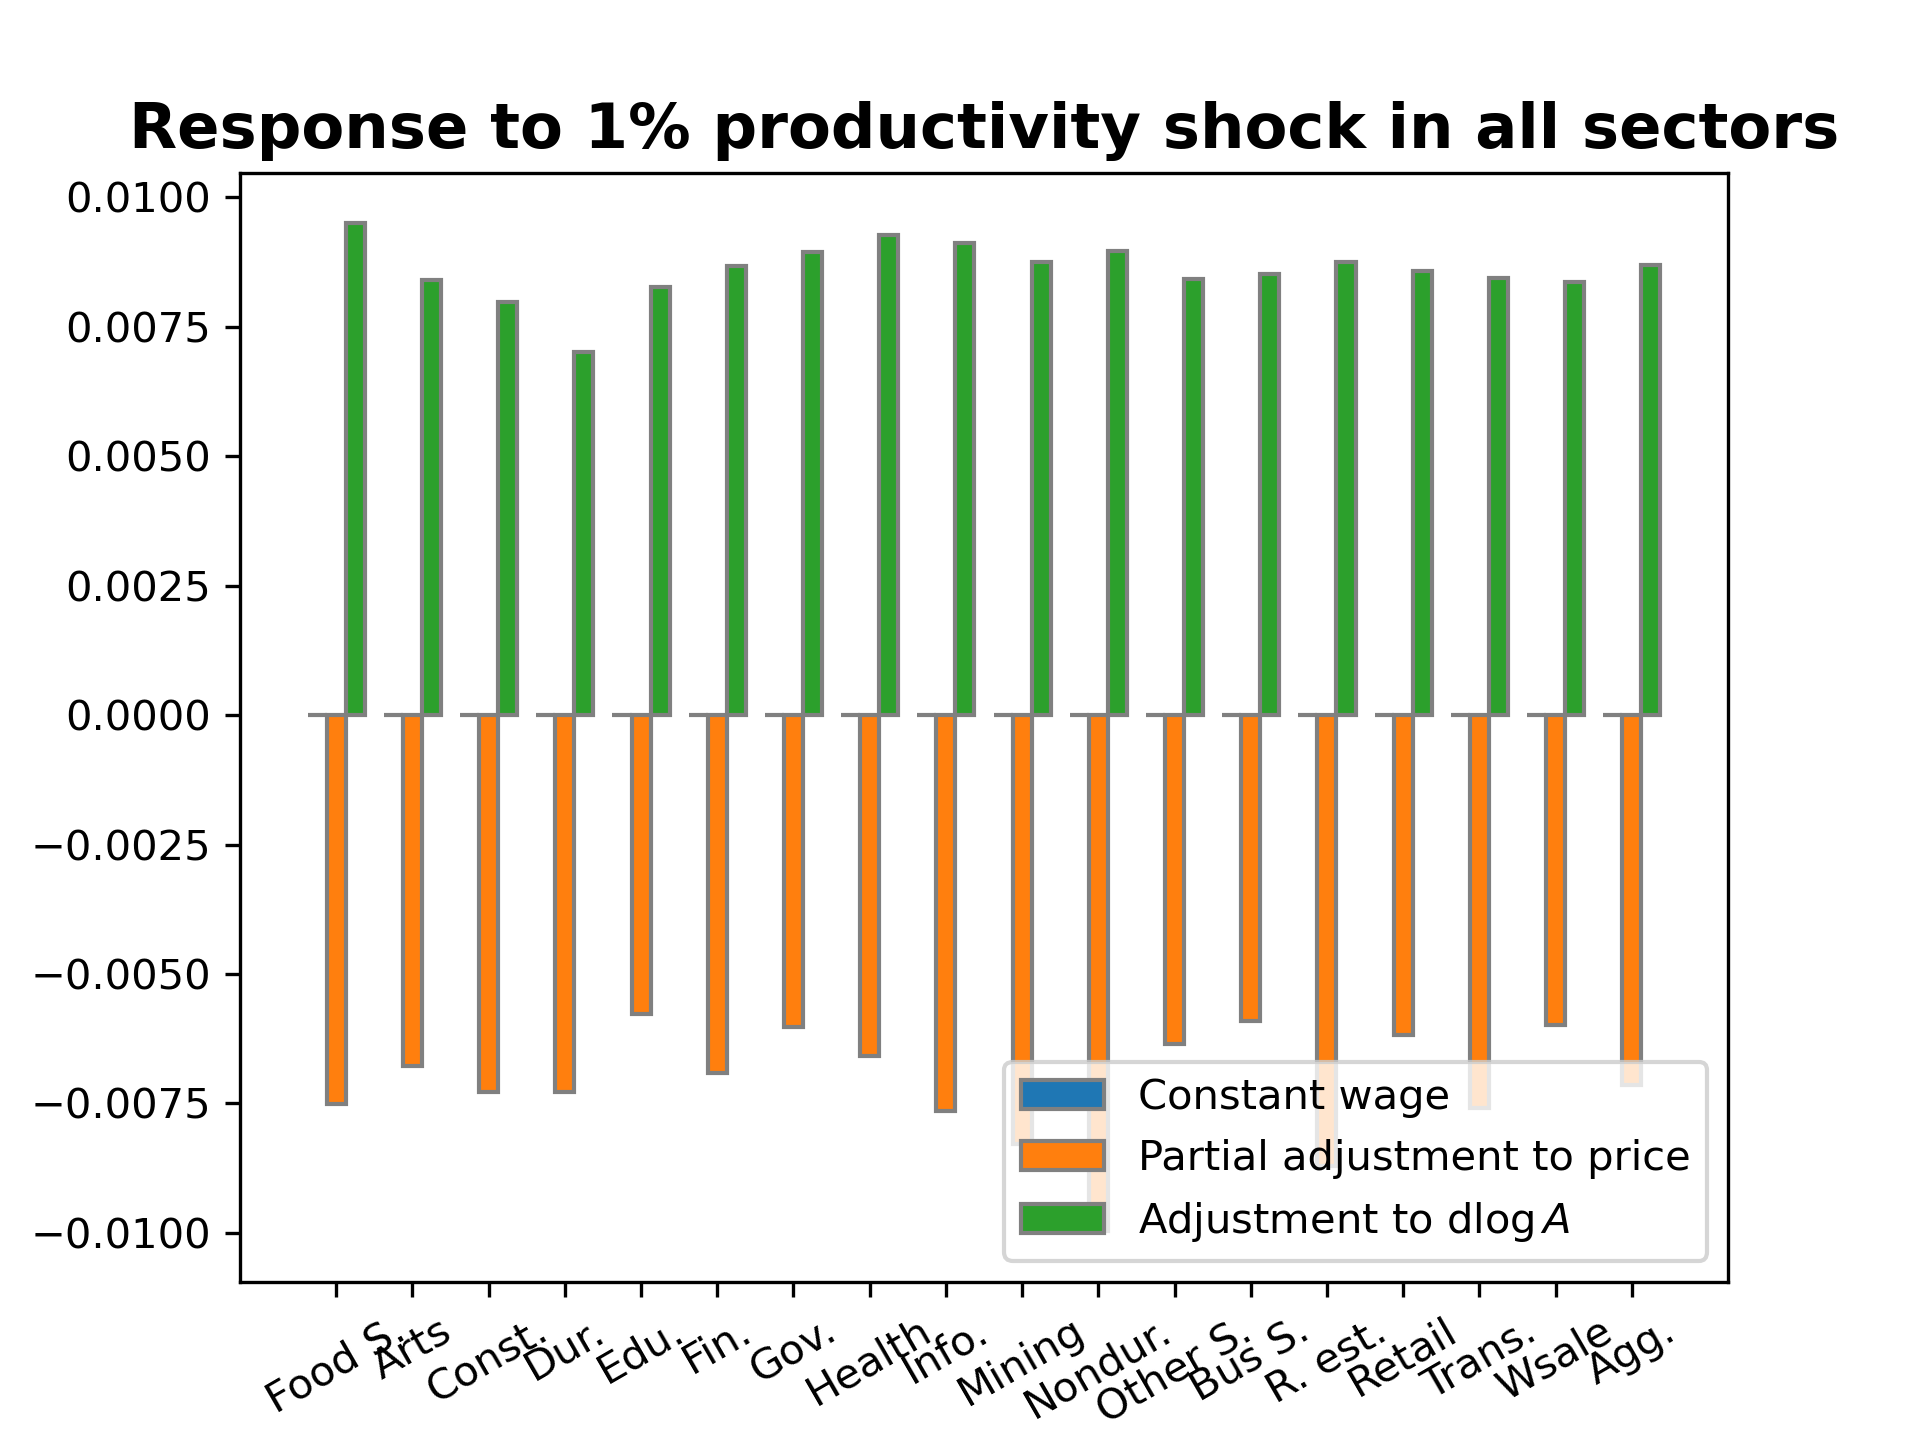 Response to 1% productivity shock in all sectors
0.0100
0.0075
0.0050
0.0025
0.0000
−0.0025
−0.0050
−0.0075
−0.0100
Constant wage
Partial adjustment to price
Adjustment to dlog A
Food S.
Arts
Const.
Dur.
Edu.
Fin.
Gov.
Health
Info.
Mining
Nondur.
Other S.
Bus S.
R. est.
Retail
Trans.
Wsale
Agg.